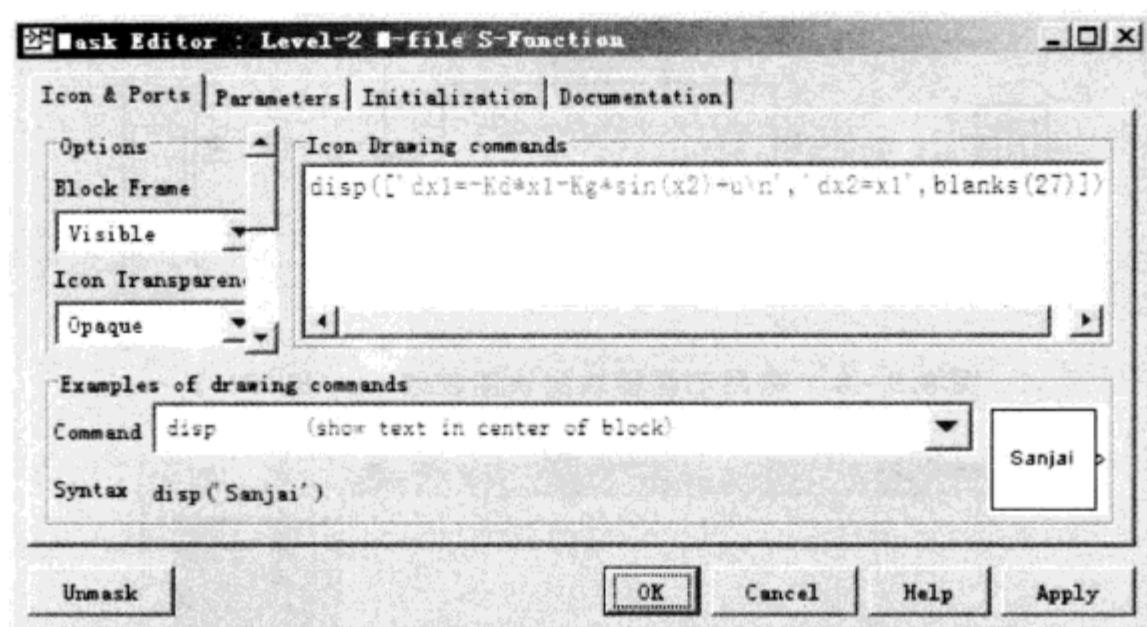 Mask Editor : Level-2 M-file S-Function
Icon & Ports Parameters Initialization Documentation
Options
Block Frame
Visible
Icon Transparen
Opaque
Icon Drawing commands
disp(['dx1=-Kd*x1-Kg*sin(x2)+u\n','dx2=x1',blanks(27)])
Examples of drawing commands
Command disp (show text in center of block)
Syntax disp('Sanjai')
Sanjai
Unmask OK Cancel Help Apply